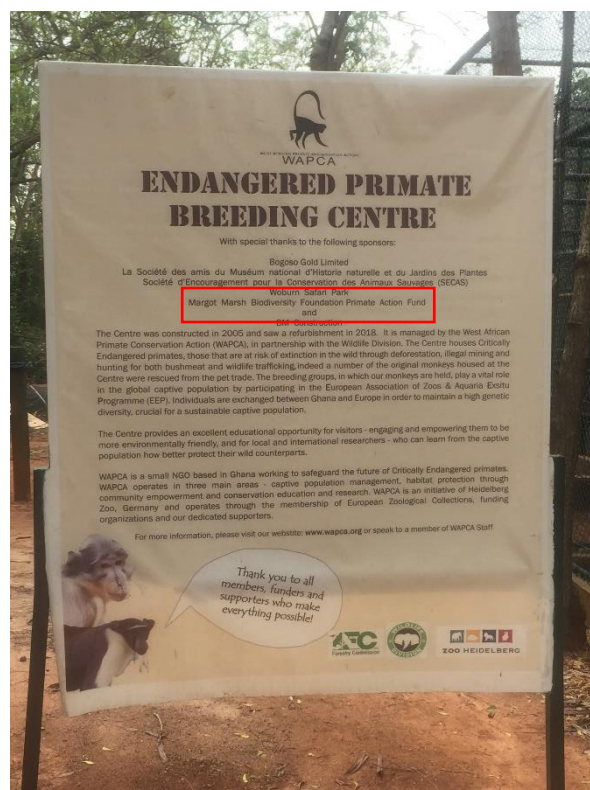 WEST AFRICAN PRIMATE CONSERVATION ACTION
WAPCA
ENDANGERED PRIMATE
BREEDING CENTRE
With special thanks to the following sponsors:
Bogoso Gold Limited
La Société des amis du Muséum national d'Historie naturelle et du Jardins des Plantes
Société d'Encouragement pour la Conservation des Animaux Sauvages (SECAS)
Woburn Safari Park
Margot Marsh Biodiversity Foundation Primate Action Fund
and
BM Construction
The Centre was constructed in 2005 and saw a refurbishment in 2018. It is managed by the West African
Primate Conservation Action (WAPCA), in partnership with the Wildlife Division. The Centre houses Critically
Endangered primates, those that are at risk of extinction in the wild through deforestation, illegal mining and
hunting for both bushmeat and wildlife trafficking, indeed a number of the original monkeys housed at the
Centre were rescued from the pet trade. The breeding groups, in which our monkeys are held, play a vital role
in the global captive population by participating in the European Association of Zoos & Aquaria Exsitu
Programme (EEP). Individuals are exchanged between Ghana and Europe in order to maintain a high genetic
diversity, crucial for a sustainable captive population.
The Centre provides an excellent educational opportunity for visitors - engaging and empowering them to be
more environmentally friendly, and for local and international researchers - who can learn from the captive
population how better protect their wild counterparts.
WAPCA is a small NGO based in Ghana working to safeguard the future of Critically Endangered primates.
WAPCA operates in three main areas - captive population management, habitat protection through
community empowerment and conservation education and research. WAPCA is an initiative of Heidelberg
Zoo, Germany and operates through the membership of European Zoological Collections, funding
organizations and our dedicated supporters.
For more information, please visit our webstite: www.wapca.org or speak to a member of WAPCA Staff
Thank you to all
members, funders and
supporters who make
everything possible!
Forestry Commission
WILDLIFE
DIVISION
ZOO HEIDELBERG